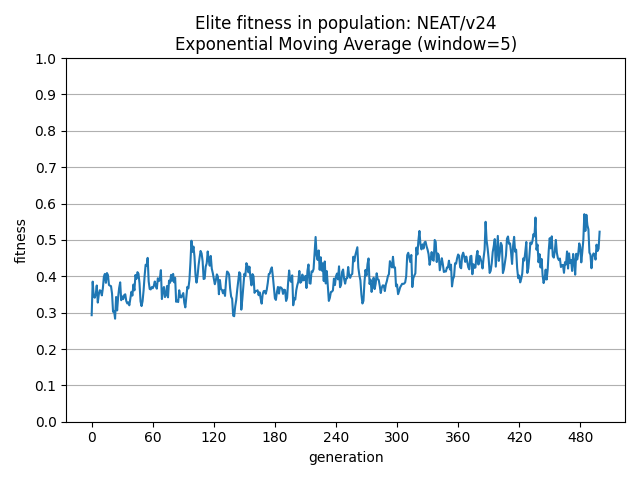 Elite fitness in population: NEAT/v24
Exponential Moving Average (window=5)
1.0
0.9
0.8
0.7
0.6
0.5
0.4
0.3
0.2
0.1
0.0
fitness
0 60 120 180 240 300 360 420 480
generation